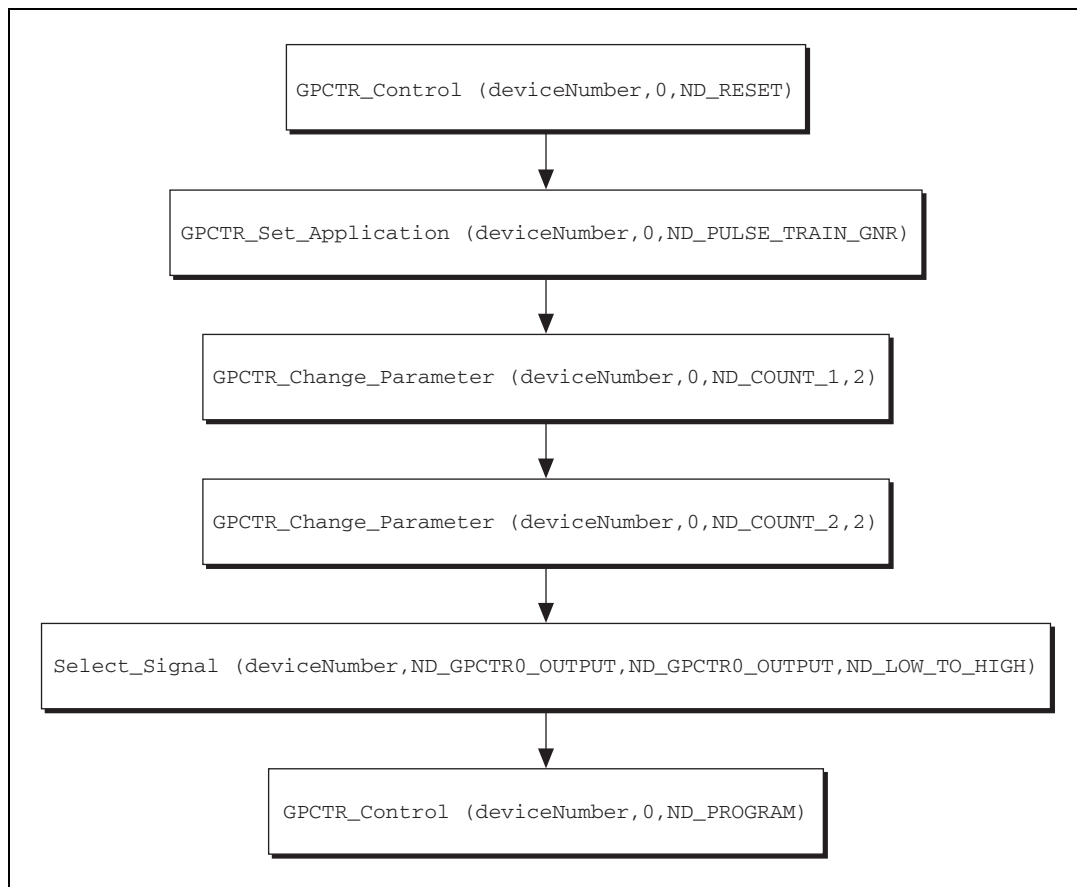 GPCTR_Control (deviceNumber,0,ND_RESET)
GPCTR_Set_Application (deviceNumber,0,ND_PULSE_TRAIN_GNR)
GPCTR_Change_Parameter (deviceNumber,0,ND_COUNT_1,2)
GPCTR_Change_Parameter (deviceNumber,0,ND_COUNT_2,2)
Select_Signal (deviceNumber,ND_GPCTR0_OUTPUT,ND_GPCTR0_OUTPUT,ND_LOW_TO_HIGH)
GPCTR_Control (deviceNumber,0,ND_PROGRAM)